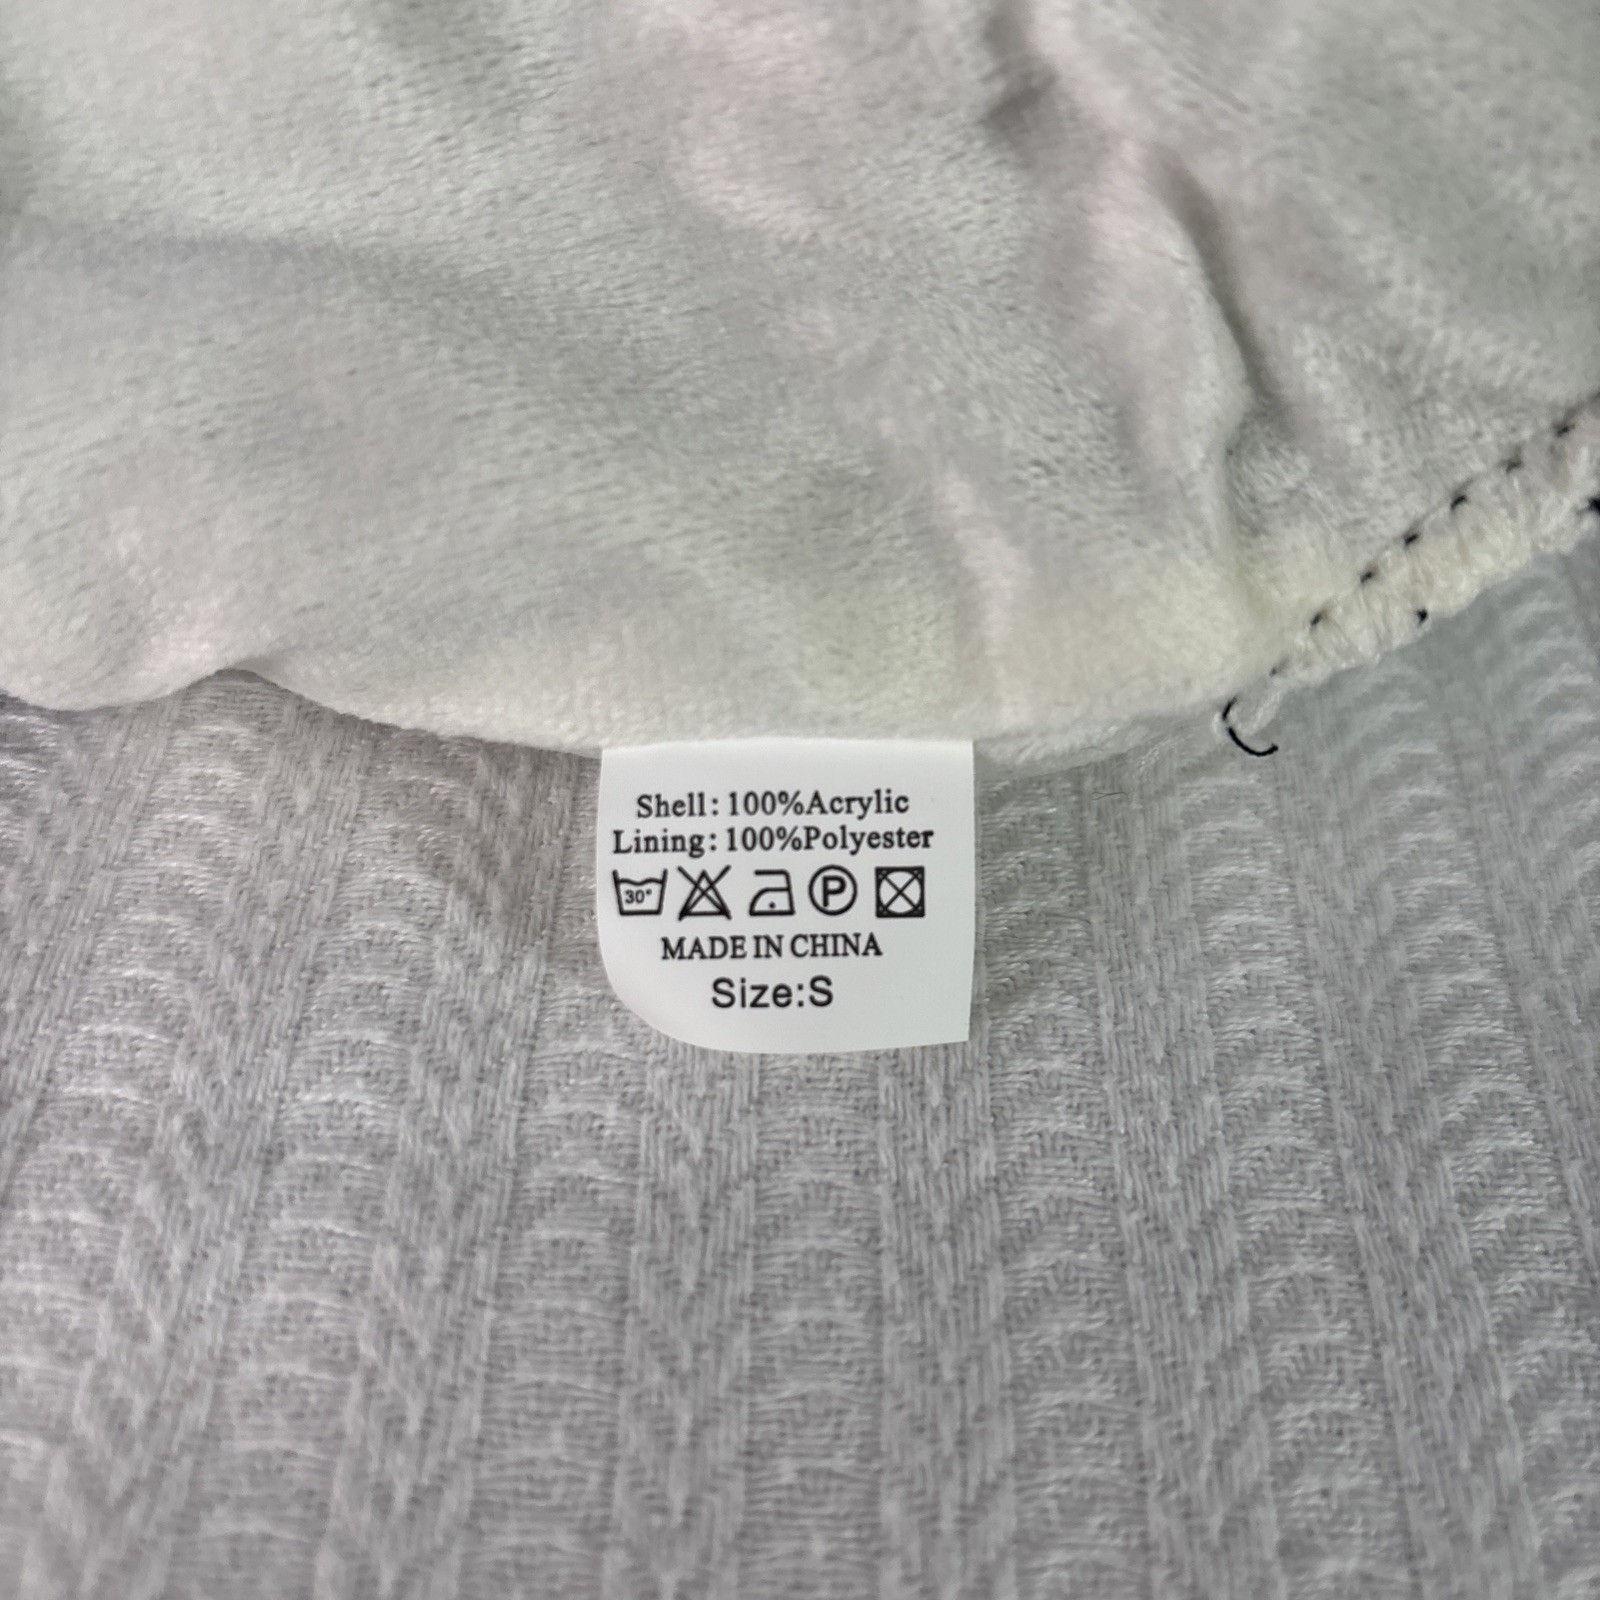 Shell: 100%Acrylic
Lining: 100%Polyester
30° P
MADE IN CHINA
Size:S